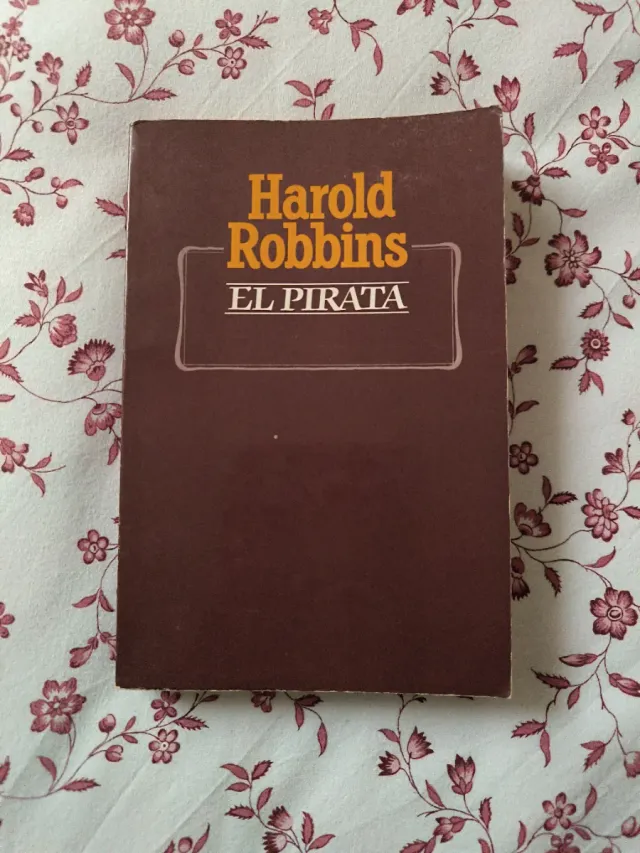 Harold
Robbins
EL PIRATA